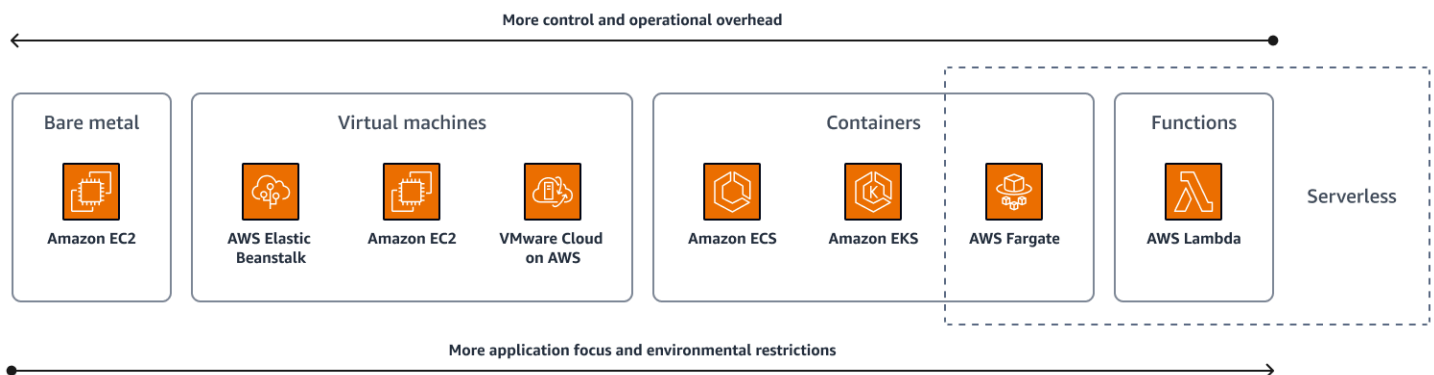 More control and operational overhead
Bare metal
Virtual machines
Containers
Functions
Amazon EC2
AWS Elastic
Beanstalk
Amazon EC2
VMware Cloud
on AWS
Amazon ECS
K
Amazon EKS
AWS Fargate
AWS Lambda
Serverless
More application focus and environmental restrictions